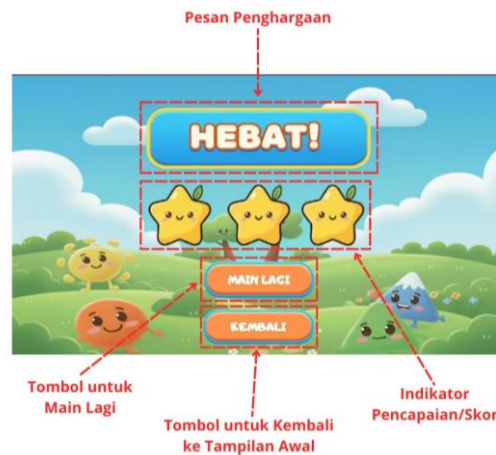 Pesan Penghargaan
HEBAT!
MAIN LAGI
KEMBALI
Tombol untuk
Main Lagi
Tombol untuk Kembali
ke Tampilan Awal
Indikator
Pencapaian/Skor